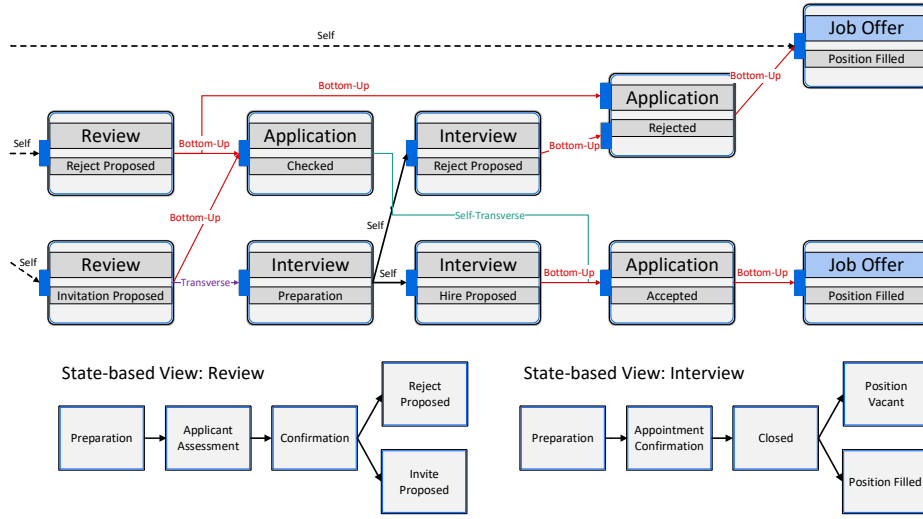 Self
Job Offer
Position Filled
Bottom-Up
Bottom-Up
Application
Rejected
Self
Review
Reject Proposed
Bottom-Up
Application
Checked
Interview
Reject Proposed
Bottom-Up
Bottom-Up
Self-Transverse
Self
Self
Review
Invitation Proposed
Transverse
Interview
Preparation
Self
Interview
Hire Proposed
Bottom-Up
Application
Accepted
Bottom-Up
Job Offer
Position Filled
State-based View: Review
Preparation
Applicant
Assessment
Confirmation
Reject
Proposed
Invite
Proposed
State-based View: Interview
Preparation
Appointment
Confirmation
Closed
Position
Vacant
Position Filled